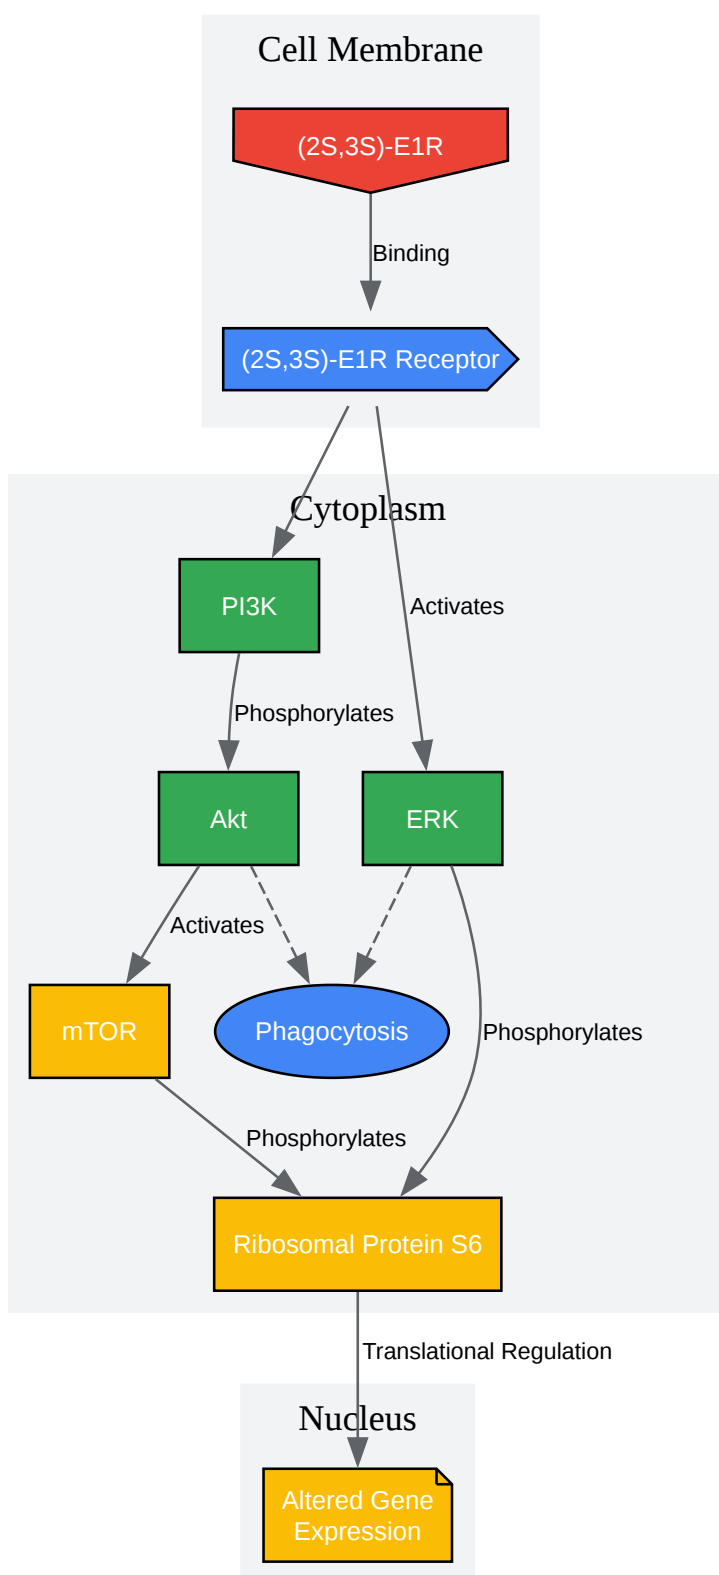 Cell Membrane
(2S,3S)-E1R
Binding
(2S,3S)-E1R Receptor
Cytoplasm
PI3K
Activates
Phosphorylates
Akt
ERK
Activates
mTOR
Phagocytosis
Phosphorylates
Phosphorylates
Ribosomal Protein S6
Translational Regulation
Nucleus
Altered Gene
Expression